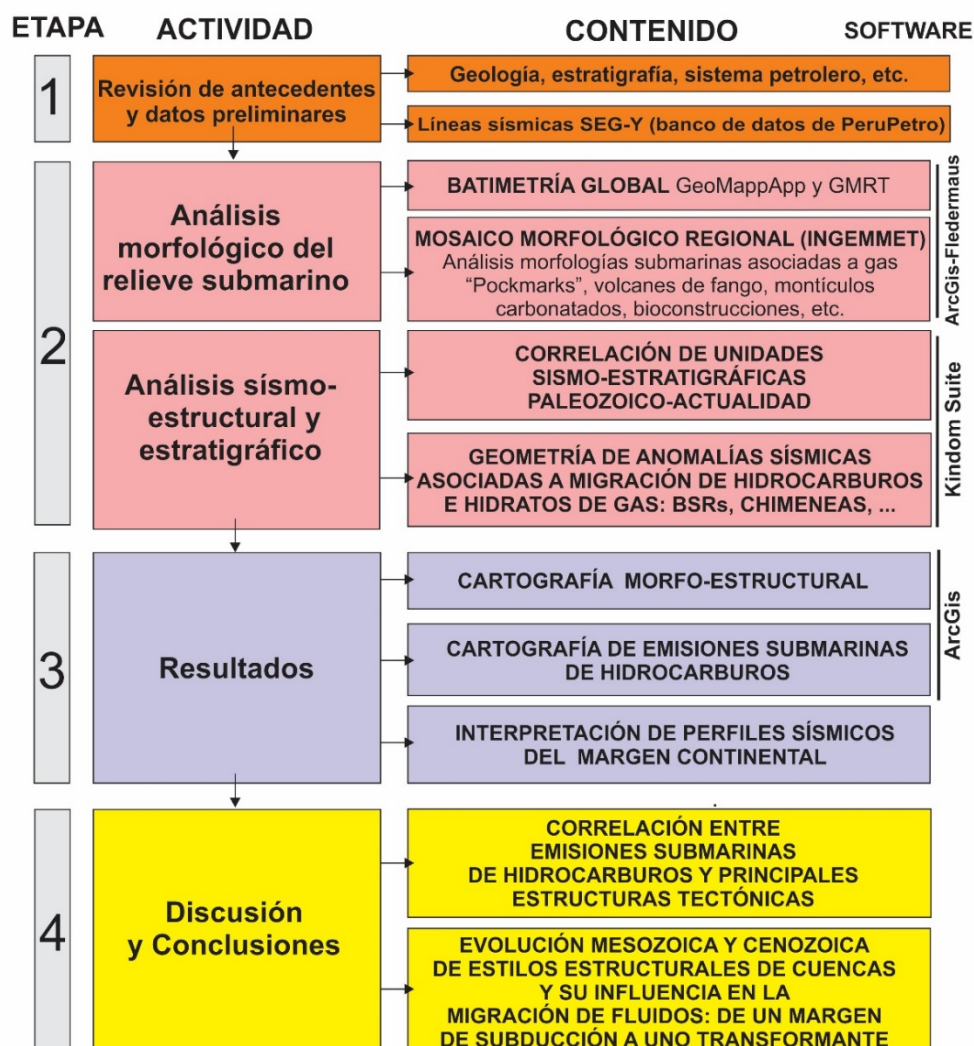 ETAPA ACTIVIDAD CONTENIDO SOFTWARE
1
Revisión de antecedentes
y datos preliminares
Geología, estratigrafía, sistema petrolero, etc.
Líneas sísmicas SEG-Y (banco de datos de PeruPetro)
2
Análisis
morfológico del
relieve submarino
BATIMETRÍA GLOBAL GeoMappApp y GMRT
MOSAICO MORFOLÓGICO REGIONAL (INGEMMET)
Análisis morfologías submarinas asociadas a gas
“Pockmarks”, volcanes de fango, montículos
carbonatados, bioconstrucciones, etc.
ArcGis-Fledermaus
Análisis sísmo-
estructural y
estratigráfico
CORRELACIÓN DE UNIDADES
SISMO-ESTRATIGRÁFICAS
PALEOZOICO-ACTUALIDAD
GEOMETRÍA DE ANOMALÍAS SÍSMICAS
ASOCIADAS A MIGRACIÓN DE HIDROCARBUROS
E HIDRATOS DE GAS: BSRs, CHIMENEAS, ...
Kindom Suite
3
Resultados
CARTOGRAFÍA MORFO-ESTRUCTURAL
CARTOGRAFÍA DE EMISIONES SUBMARINAS
DE HIDROCARBUROS
INTERPRETACIÓN DE PERFILES SÍSMICOS
DEL MARGEN CONTINENTAL
ArcGis
4
Discusión
y Conclusiones
CORRELACIÓN ENTRE
EMISIONES SUBMARINAS
DE HIDROCARBUROS Y PRINCIPALES
ESTRUCTURAS TECTÓNICAS
EVOLUCIÓN MESOZOICA Y CENOZOICA
DE ESTILOS ESTRUCTURALES DE CUENCAS
Y SU INFLUENCIA EN LA
MIGRACIÓN DE FLUIDOS: DE UN MARGEN
DE SUBDUCCIÓN A UNO TRANSFORMANTE